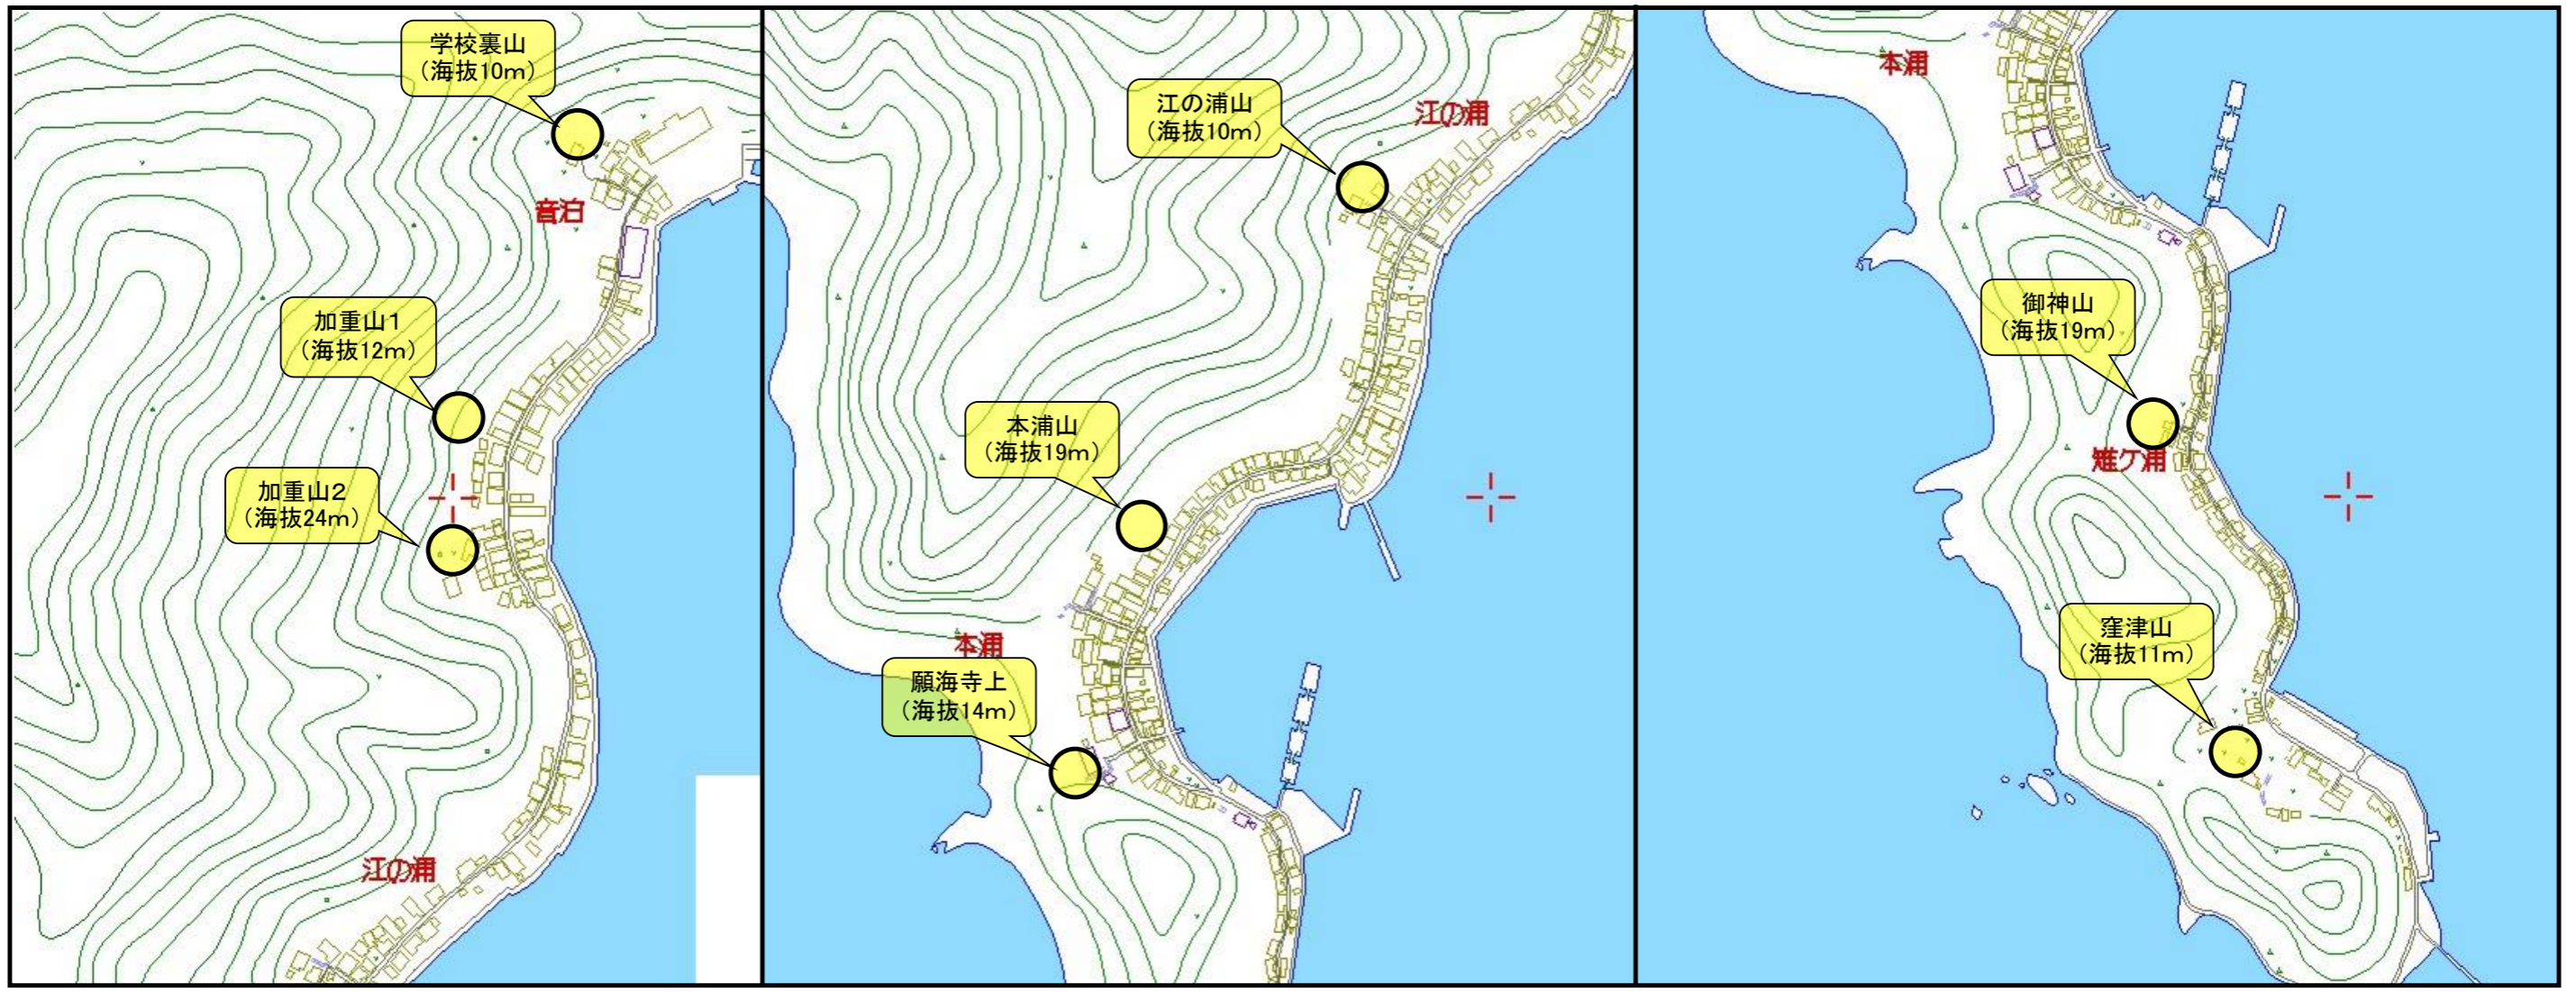 学校裏山
（海抜10ｍ）
音泊
加重山１
（海抜12ｍ）
加重山２
（海抜24ｍ）
江の浦
江の浦山
（海抜10ｍ）
江の浦
本浦山
（海抜19ｍ）
本浦
願海寺上
（海抜14ｍ）
本浦
御神山
（海抜19ｍ）
雉ケ浦
窪津山
（海抜11ｍ）